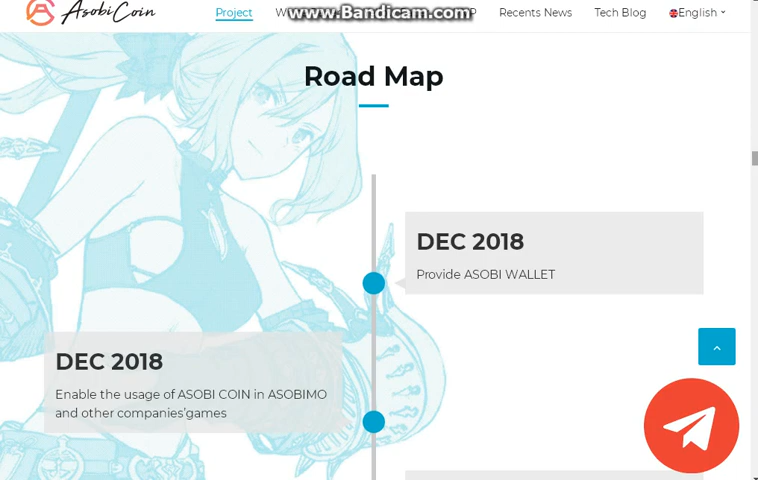 AsobiCoin
Project
www.Bandicam.com
Recents News
Tech Blog
English
Road Map
DEC 2018
Provide ASOBI WALLET
DEC 2018
Enable the usage of ASOBI COIN in ASOBIMO
and other companies'games